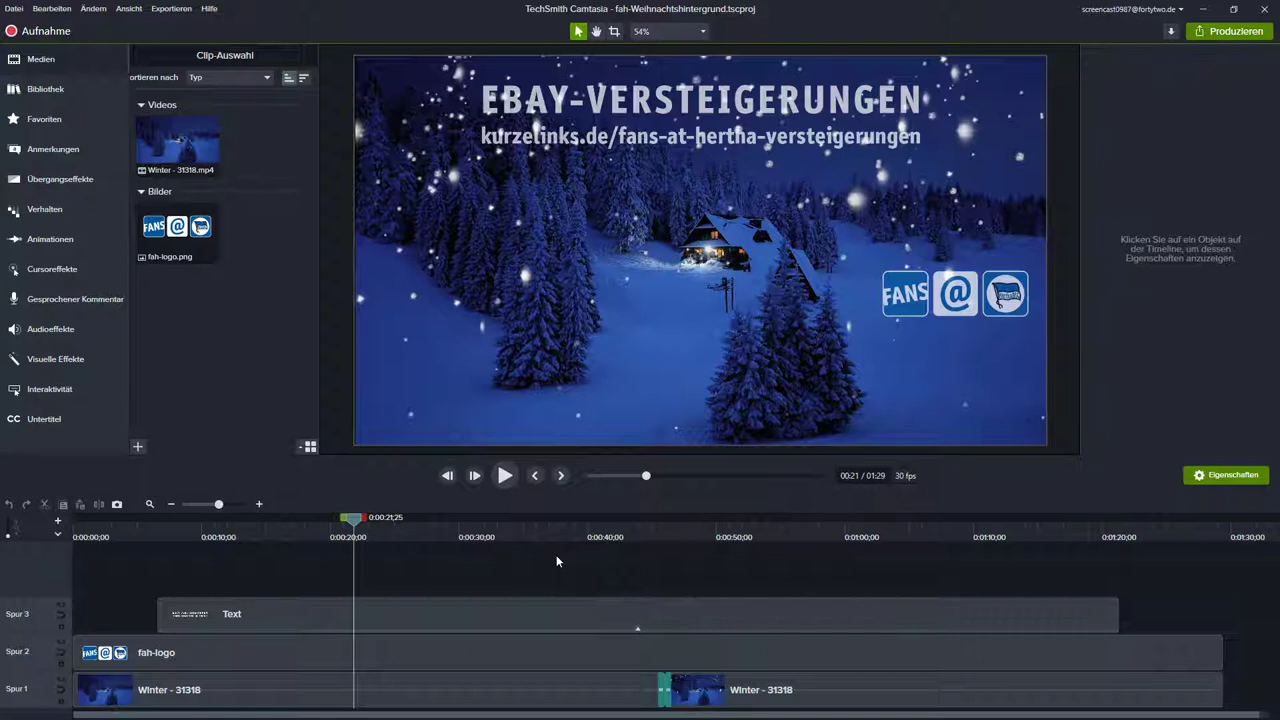 Datei Bearbeiten Ändern Ansicht Exportieren Hilfe
TechSmith Camtasia - fah-Weihnachtshintergrund.tscproj
screencast0987@fortytwo.de
Aufnahme
54%
Produzieren
Medien
Bibliothek
Favoriten
Anmerkungen
Übergangseffekte
Verhalten
Animationen
Cursoreffekte
Gesprochener Kommentar
Audioeffekte
Visuelle Effekte
Interaktivität
CC Untertitel
Clip-Auswahl
ortieren nach Typ
Videos
Winter - 31318.mp4
Bilder
FANS @
fah-logo.png
EBAY-VERSTEIGERUNGEN
kurzelinks.de/fans-at-hertha-versteigerungen
FANS @
Klicken Sie auf ein Objekt auf
der Timeline, um dessen
Eigenschaften anzuzeigen.
00:21 / 01:29 30 fps
Eigenschaften
0:00:21;25
0:00:00;00 0:00:10;00 0:00:20;00 0:00:30;00 0:00:40;00 0:00:50;00 0:01:00;00 0:01:10;00 0:01:20;00 0:01:30;00
Spur 3 Text
Spur 2 FANS @ fah-logo
Spur 1 Winter - 31318 Winter - 31318